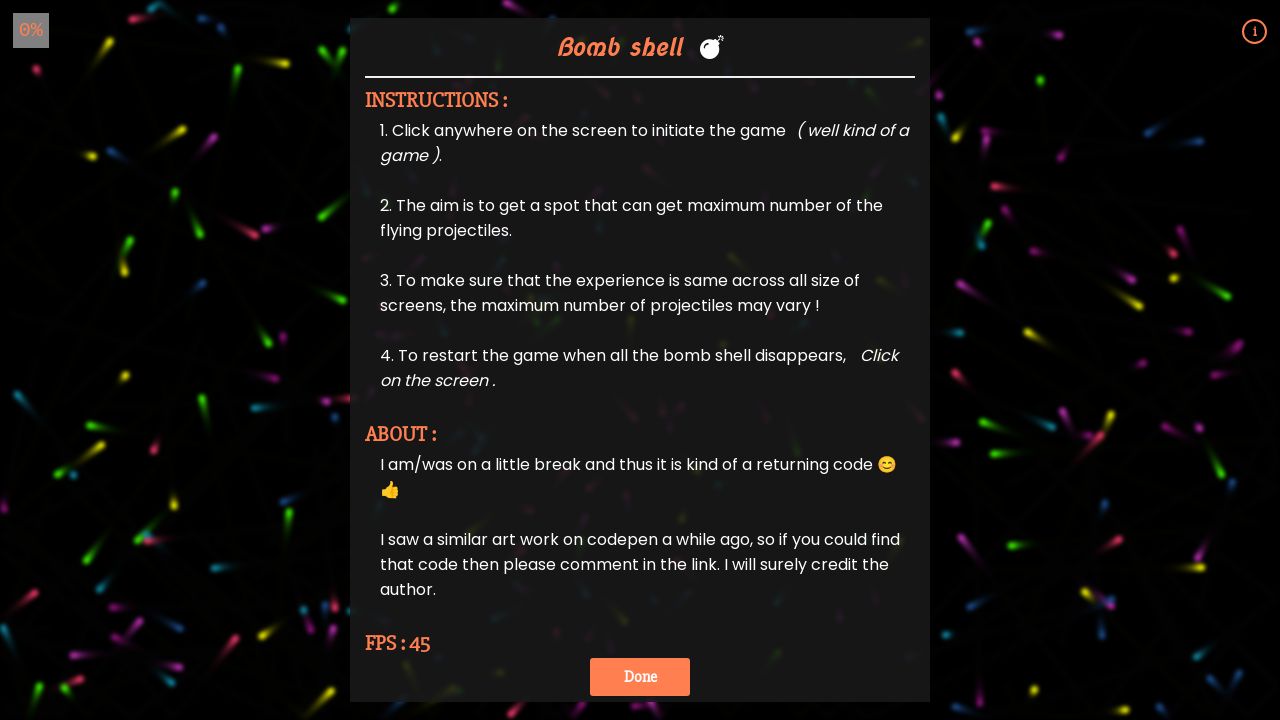 0%
i
Bomb shell 💣
INSTRUCTIONS :
1. Click anywhere on the screen to initiate the game ( well kind of a
game ).
2. The aim is to get a spot that can get maximum number of the
flying projectiles.
3. To make sure that the experience is same across all size of
screens, the maximum number of projectiles may vary !
4. To restart the game when all the bomb shell disappears, Click
on the screen .
ABOUT :
I am/was on a little break and thus it is kind of a returning code 😊
👍
I saw a similar art work on codepen a while ago, so if you could find
that code then please comment in the link. I will surely credit the
author.
FPS : 45
Done